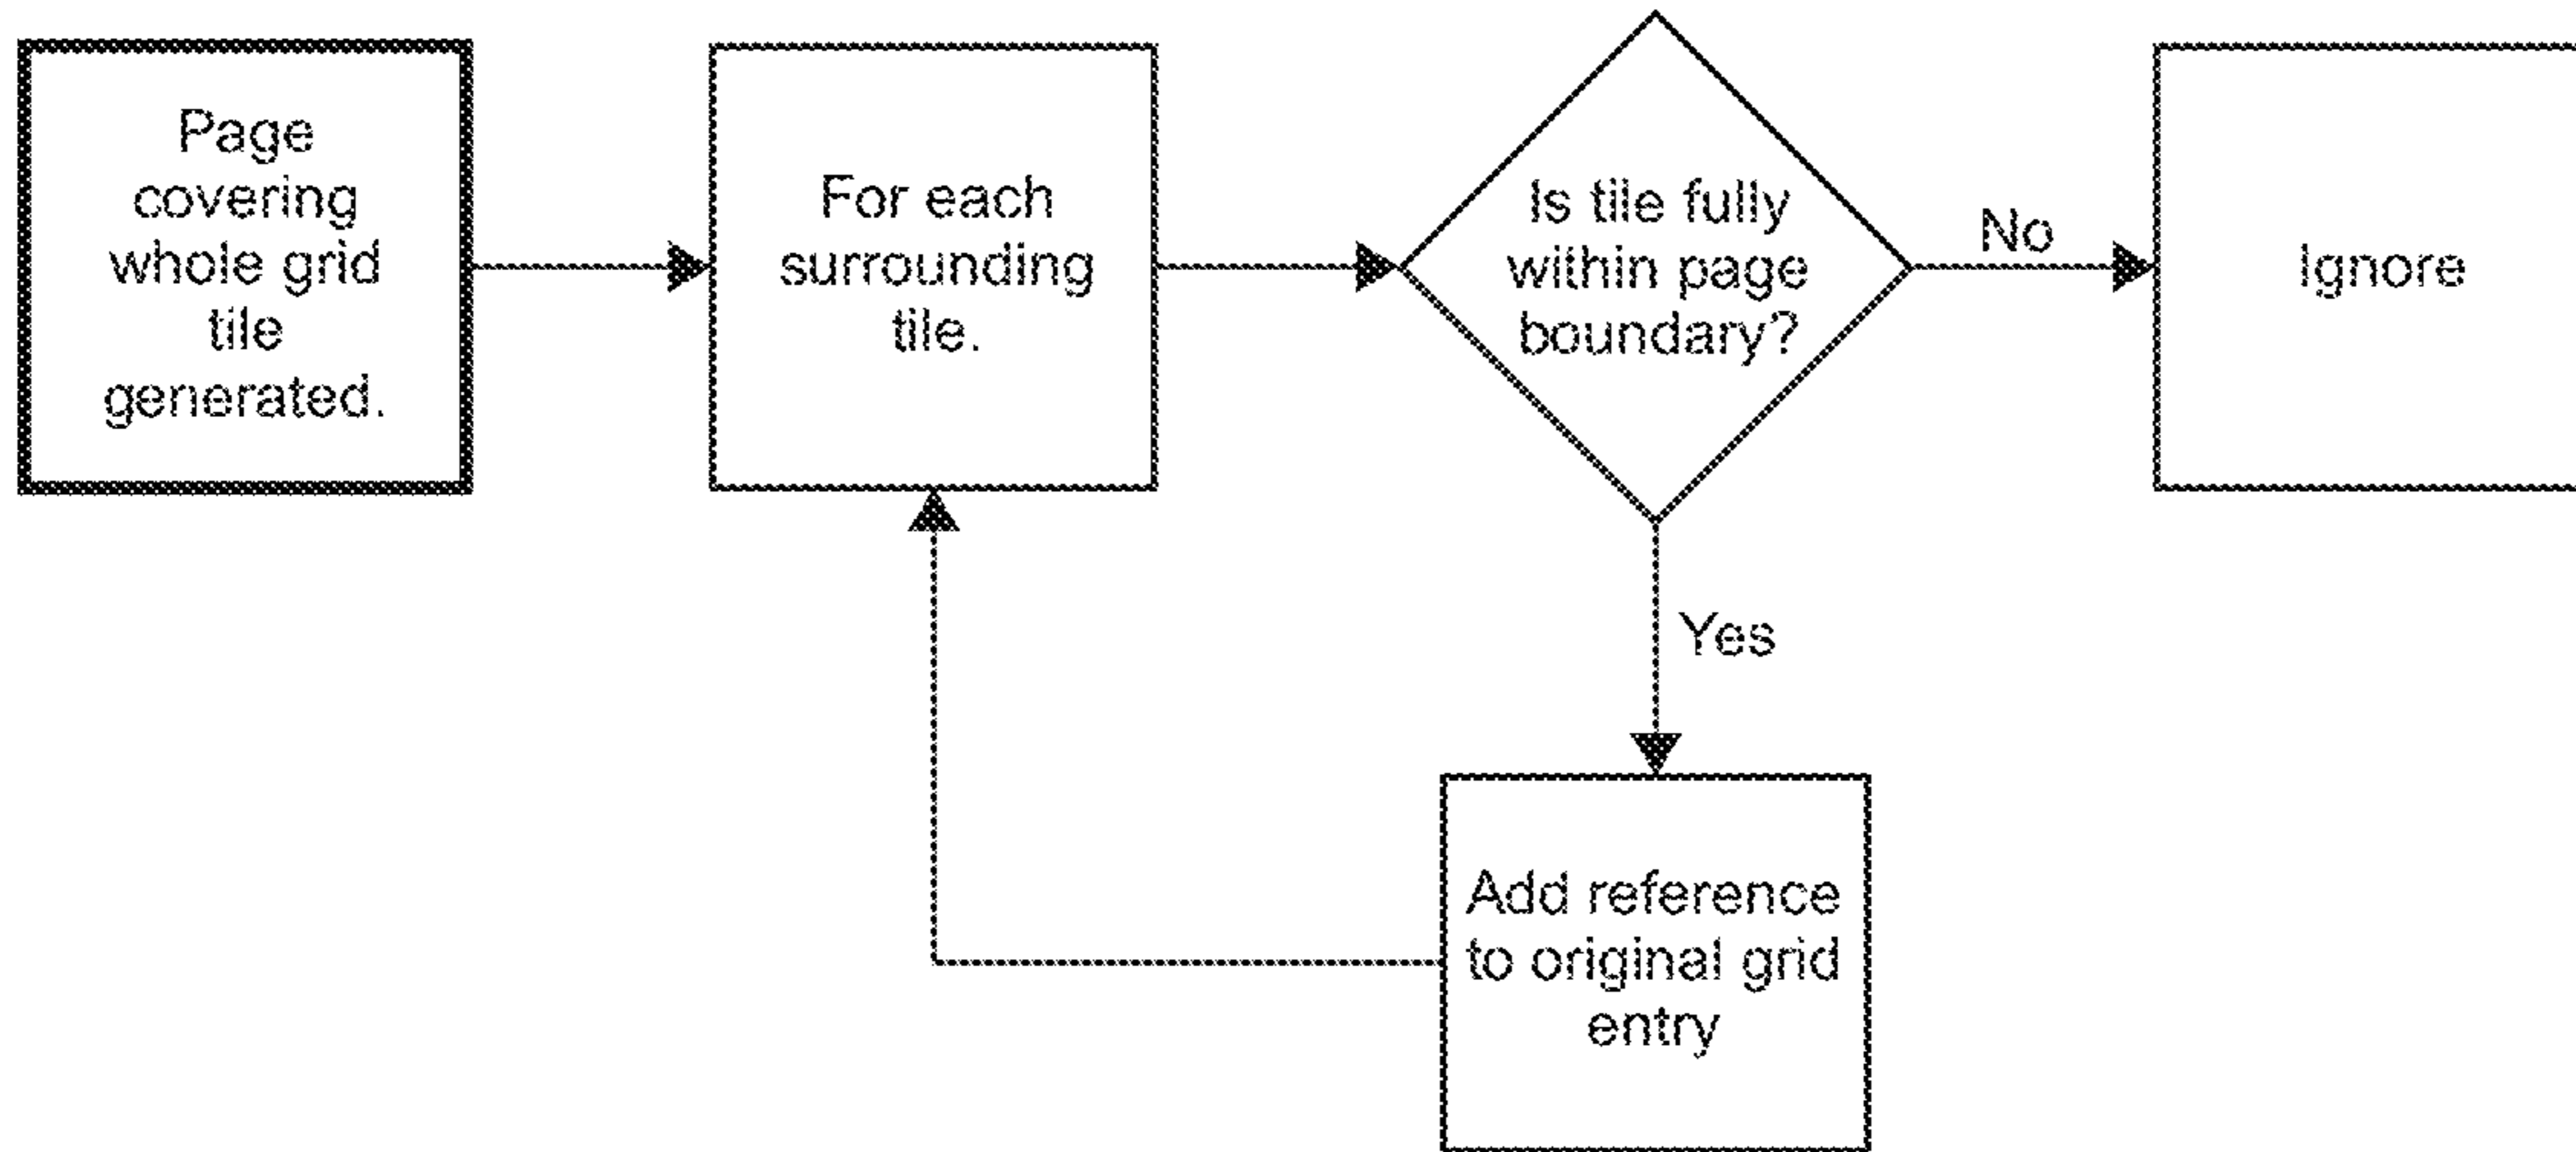 Page
covering
whole grid
tile
generated.
For each
surrounding
tile.
Is tile fully
within page
boundary?
No
Ignore
Yes
Add reference
to original grid
entry